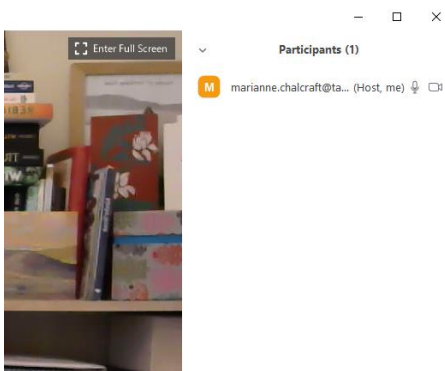 Enter Full Screen
Participants (1)
M
marianne.chalcraft@ta... (Host, me)